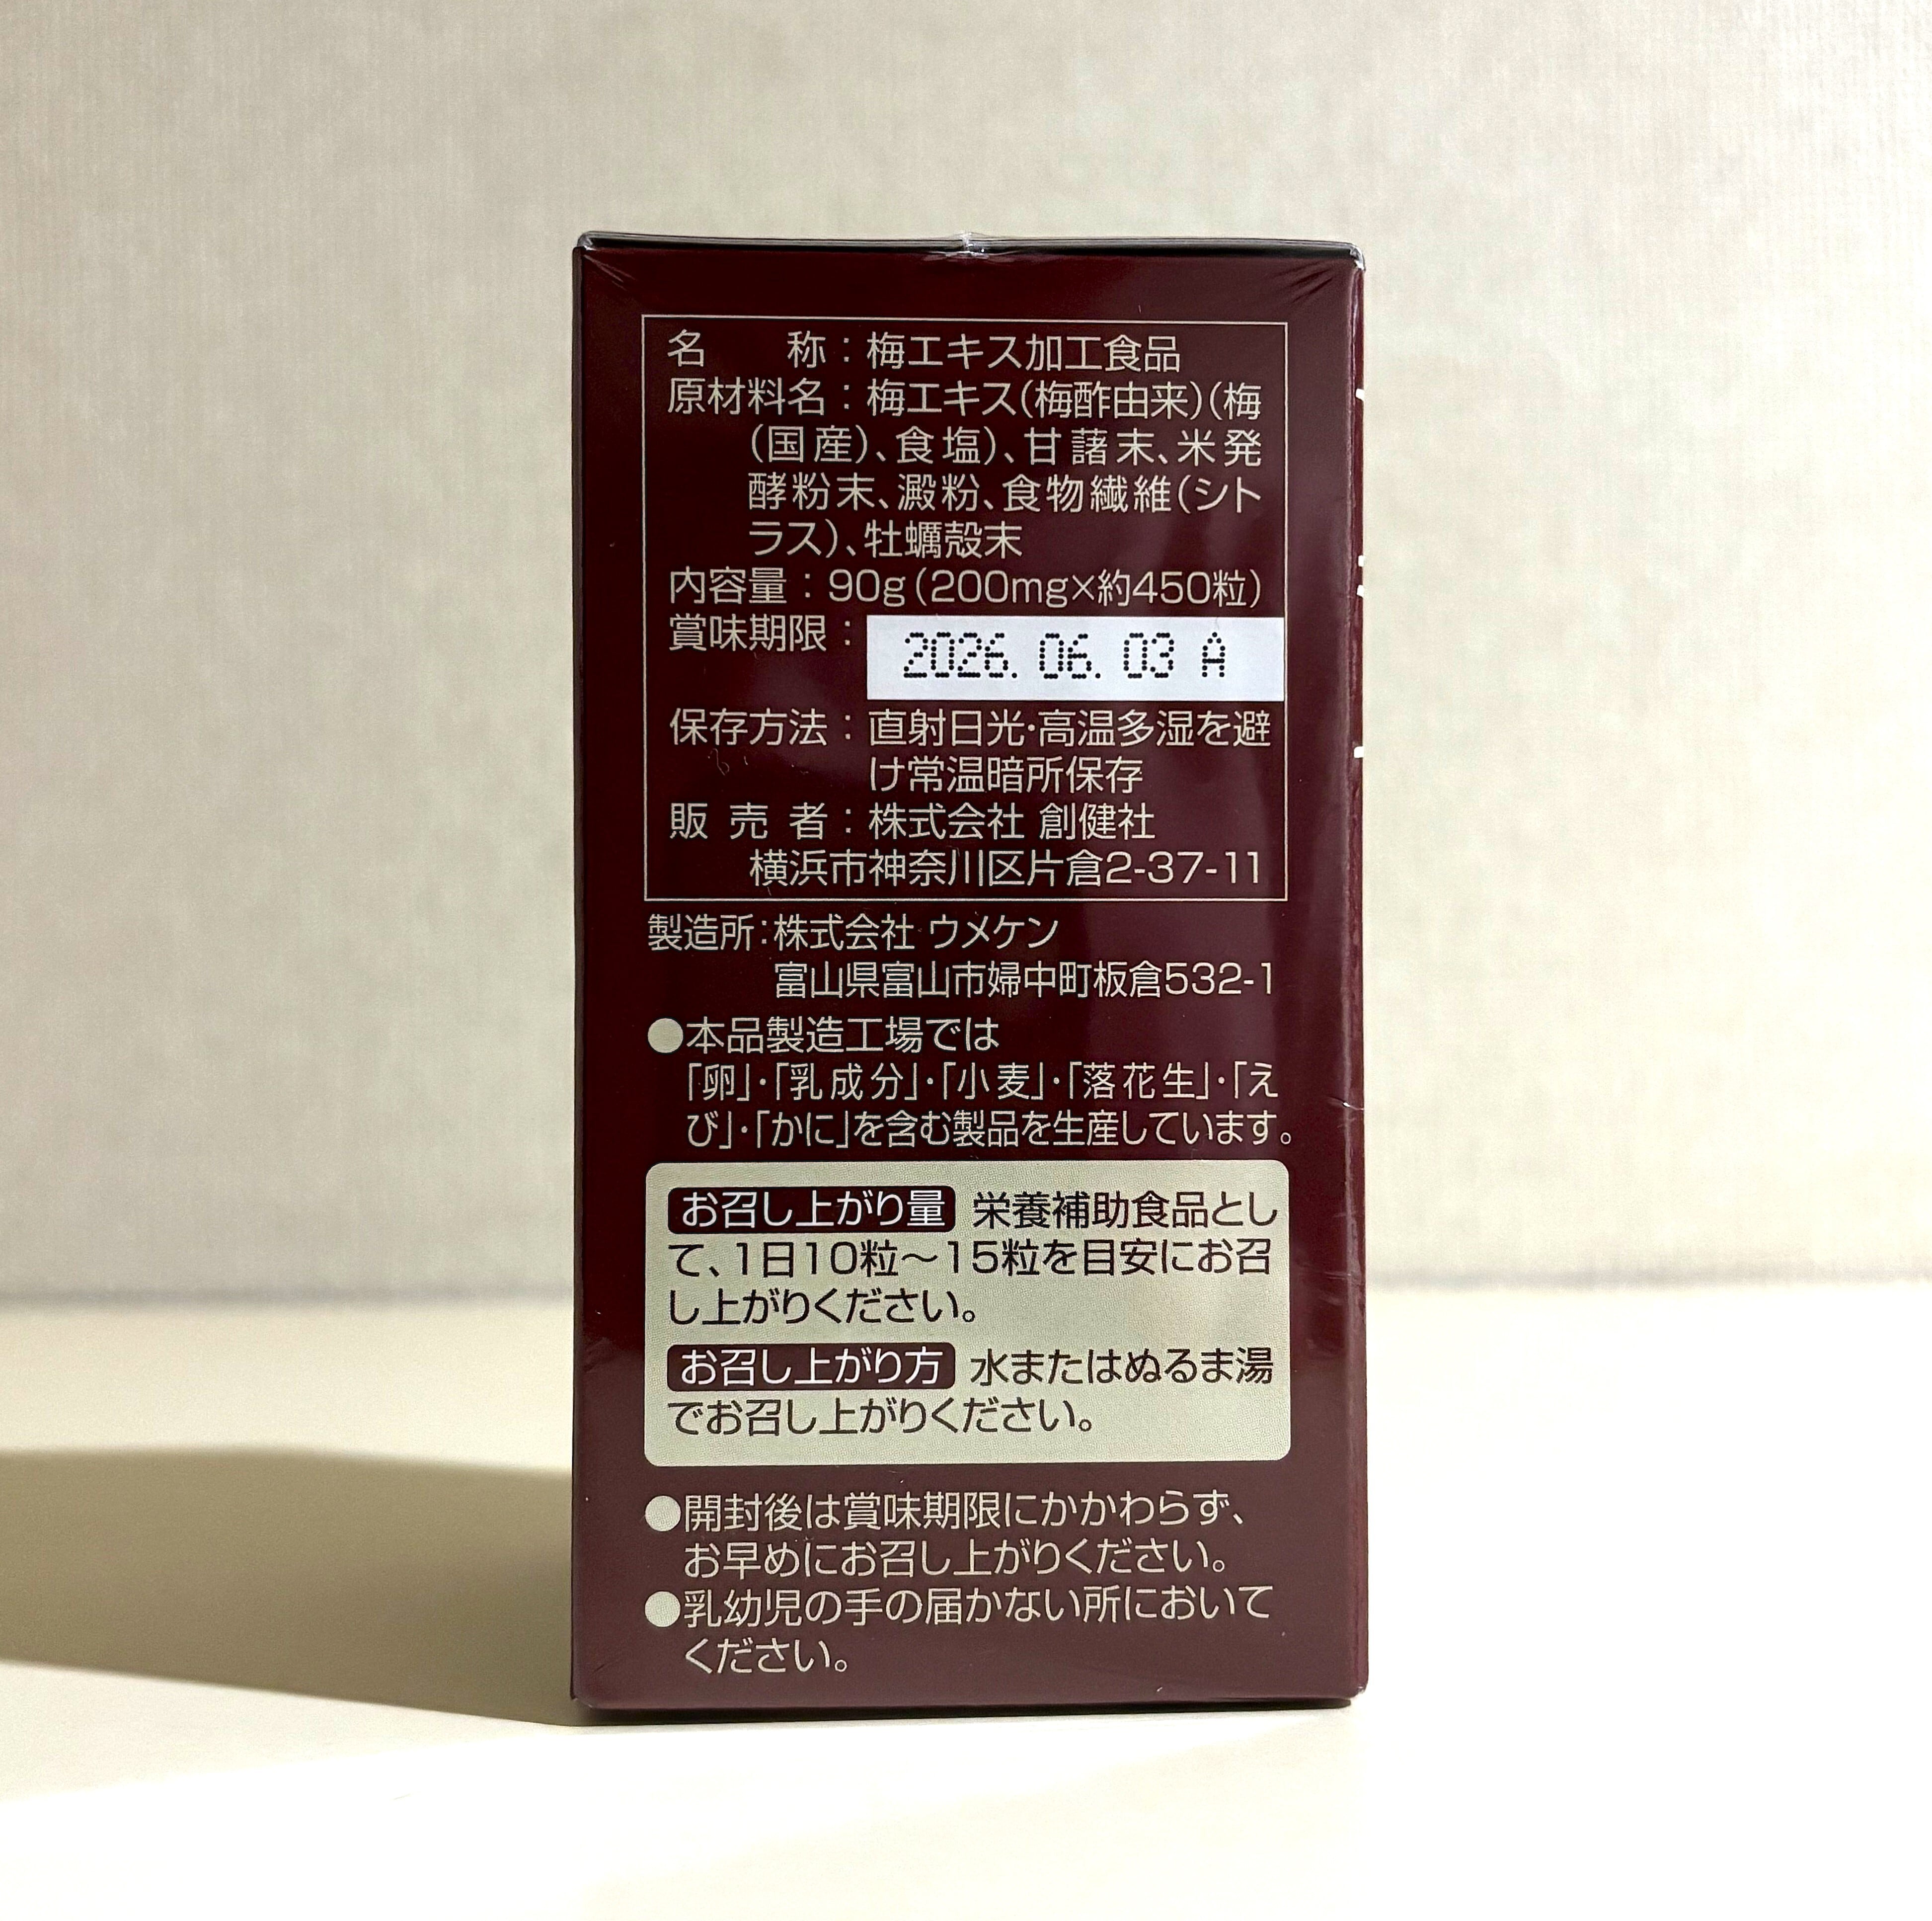 名　　称：梅エキス加工食品
原材料名：梅エキス(梅酢由来)(梅
(国産)、食塩)、甘藷末、米発
酵粉末、澱粉、食物繊維(シト
ラス)、牡蠣殻末
内容量：90g(200mg×約450粒)
賞味期限：2026.06.03 A
保存方法：直射日光・高温多湿を避
け常温暗所保存
販売者：株式会社 創健社
横浜市神奈川区片倉2-37-11
製造所：株式会社 ウメケン
富山県富山市婦中町板倉532-1
●本品製造工場では
「卵」・「乳成分」・「小麦」・「落花生」・「え
び」・「かに」を含む製品を生産しています。
お召し上がり量 栄養補助食品とし
て、1日10粒〜15粒を目安にお召
し上がりください。
お召し上がり方 水またはぬるま湯
でお召し上がりください。
●開封後は賞味期限にかかわらず、
お早めにお召し上がりください。
●乳幼児の手の届かない所において
ください。